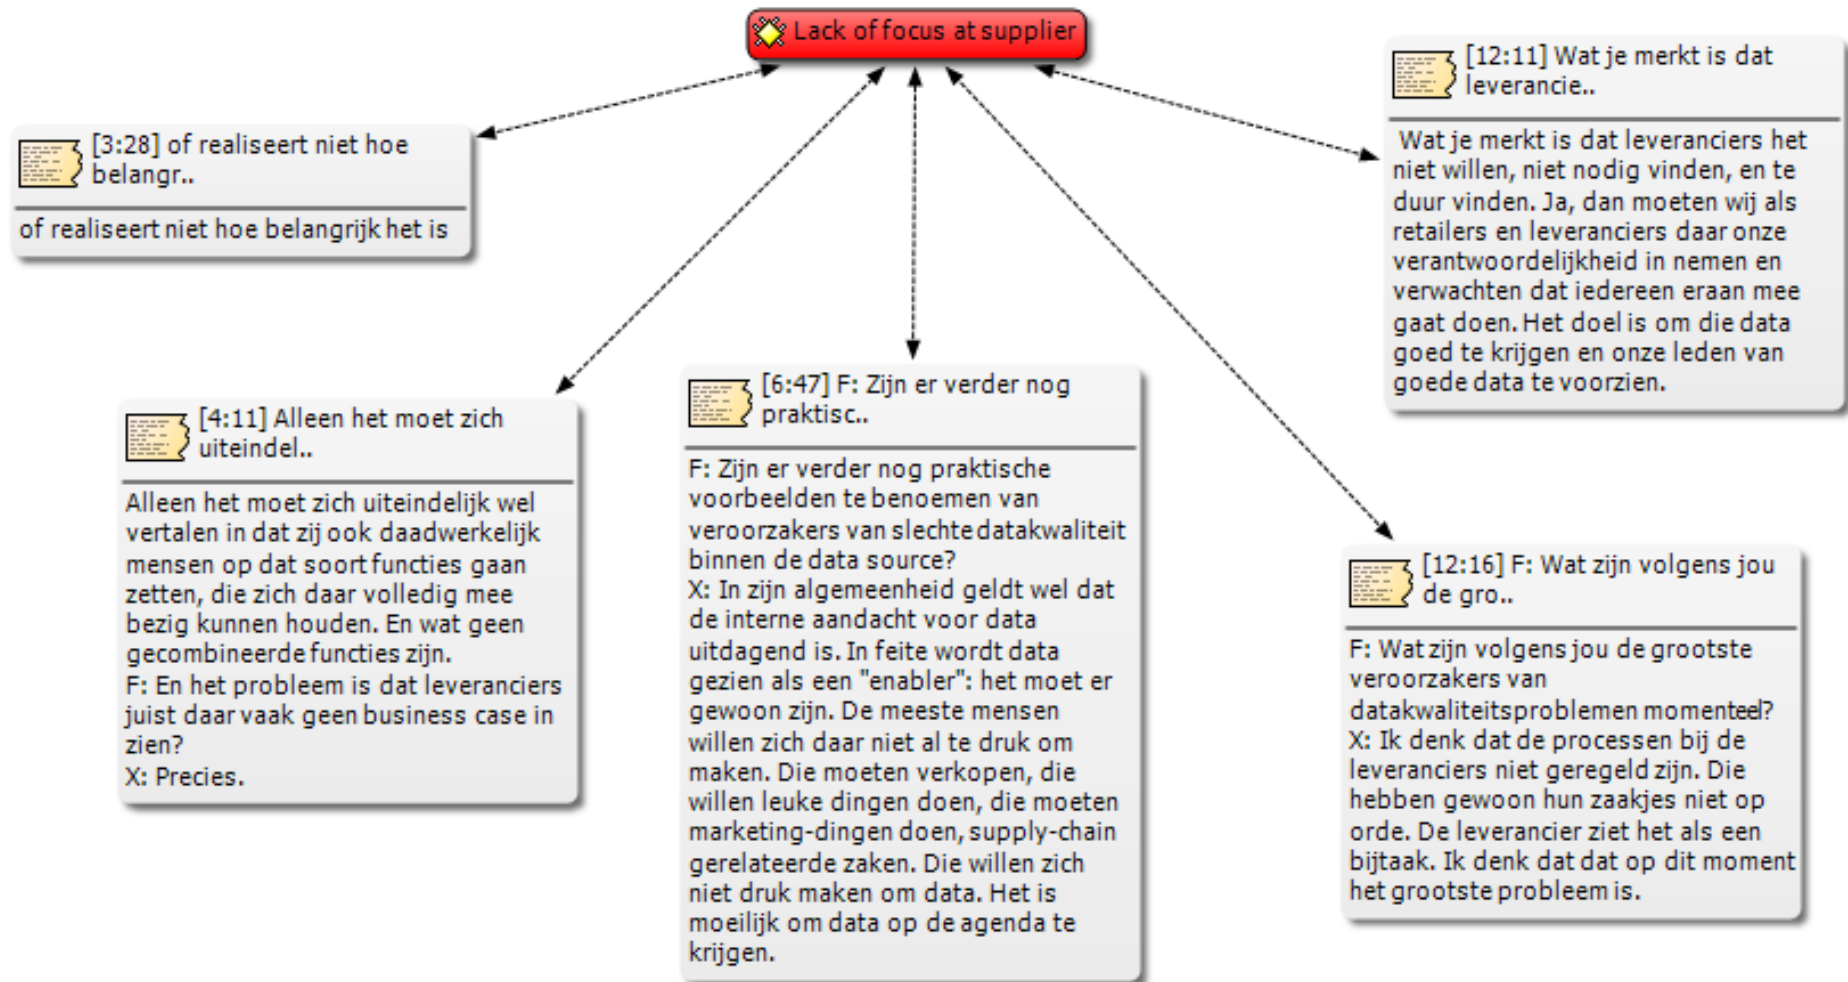 Lack of focus at supplier
[3:28] of realiseert niet hoe
belangr..
of realiseert niet hoe belangrijk het is
[4:11] Alleen het moet zich
uiteindel..
Alleen het moet zich uiteindelijk wel
vertalen in dat zij ook daadwerkelijk
mensen op dat soort functies gaan
zetten, die zich daar volledig mee
bezig kunnen houden. En wat geen
gecombineerde functies zijn.
F: En het probleem is dat leveranciers
juist daar vaak geen business case in
zien?
X: Precies.
[6:47] F: Zijn er verder nog
praktisc..
F: Zijn er verder nog praktische
voorbeelden te benoemen van
veroorzakers van slechte datakwaliteit
binnen de data source?
X: In zijn algemeenheid geldt wel dat
de interne aandacht voor data
uitdagend is. In feite wordt data
gezien als een "enabler": het moet er
gewoon zijn. De meeste mensen
willen zich daar niet al te druk om
maken. Die moeten verkopen, die
willen leuke dingen doen, die moeten
marketing-dingen doen, supply-chain
gerelateerde zaken. Die willen zich
niet druk maken om data. Het is
moeilijk om data op de agenda te
krijgen.
[12:11] Wat je merkt is dat
leverancie..
Wat je merkt is dat leveranciers het
niet willen, niet nodig vinden, en te
duur vinden. Ja, dan moeten wij als
retailers en leveranciers daar onze
verantwoordelijkheid in nemen en
verwachten dat iedereen eraan mee
gaat doen. Het doel is om die data
goed te krijgen en onze leden van
goede data te voorzien.
[12:16] F: Wat zijn volgens jou
de gro..
F: Wat zijn volgens jou de grootste
veroorzakers van
datakwaliteitsproblemen momenteel?
X: Ik denk dat de processen bij de
leveranciers niet geregeld zijn. Die
hebben gewoon hun zaakjes niet op
orde. De leverancier ziet het als een
bijtaak. Ik denk dat dat op dit moment
het grootste probleem is.